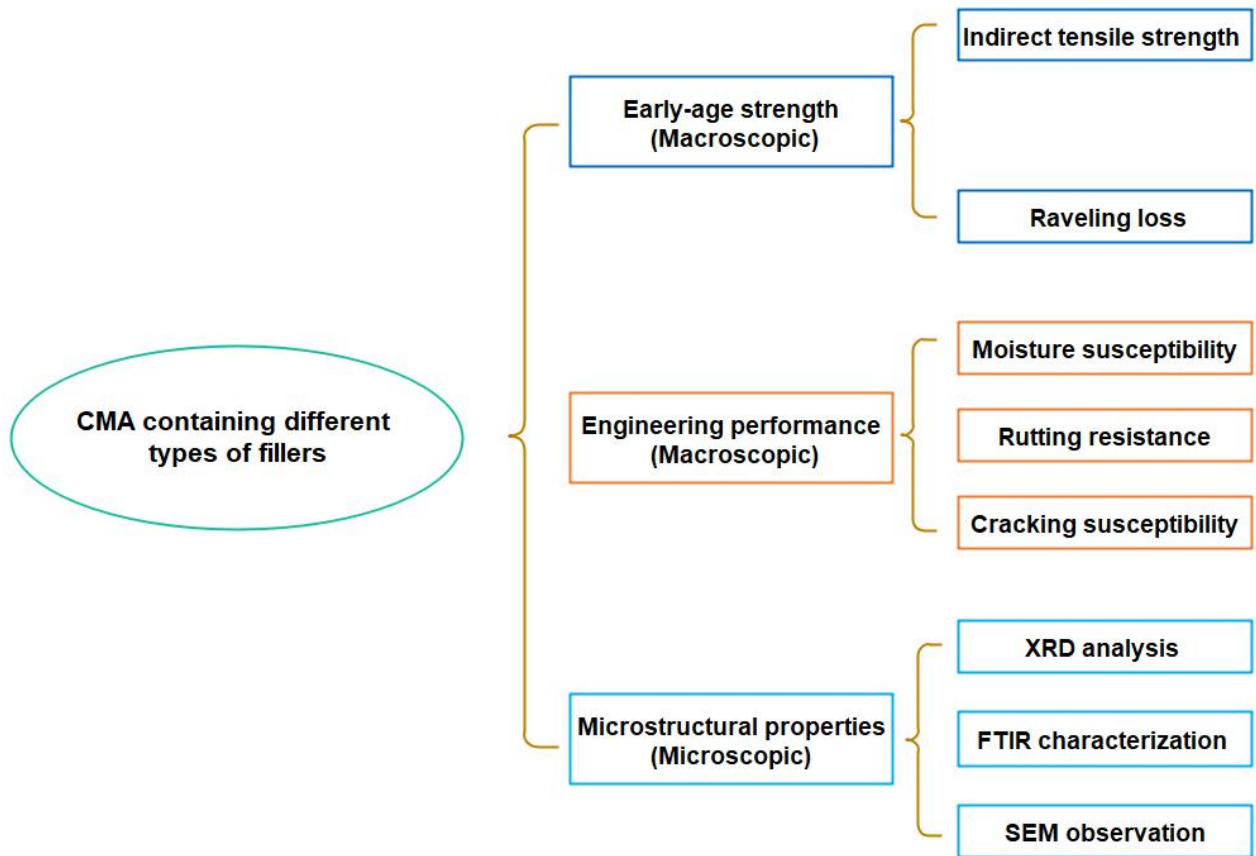 CMA containing different
types of fillers
Early-age strength
(Macroscopic)
Indirect tensile strength
Raveling loss
Engineering performance
(Macroscopic)
Moisture susceptibility
Rutting resistance
Cracking susceptibility
Microstructural properties
(Microscopic)
XRD analysis
FTIR characterization
SEM observation